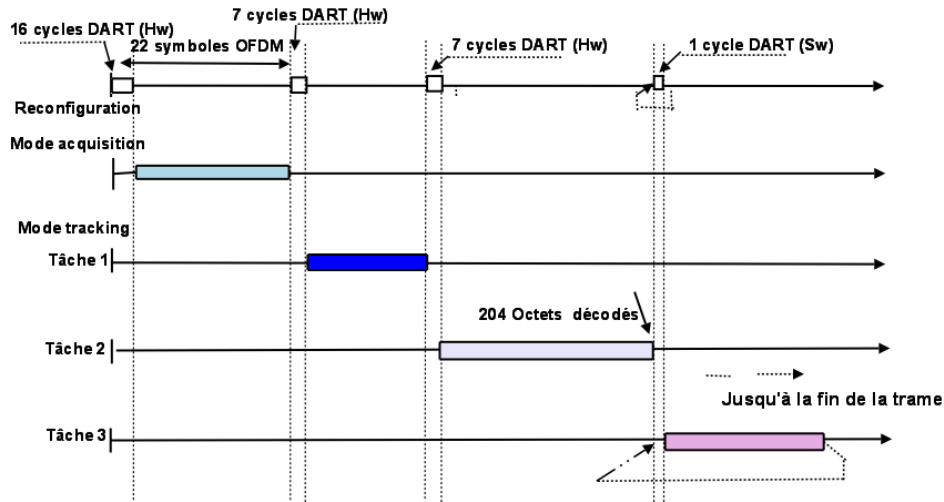 7 cycles DART (Hw)
16 cycles DART (Hw)
22 symboles OFDM
7 cycles DART (Hw)
1 cycle DART (Sw)
Reconfiguration
Mode acquisition
Mode tracking
Tâche 1
204 Octets décodés
Tâche 2
Jusqu'à la fin de la trame
Tâche 3